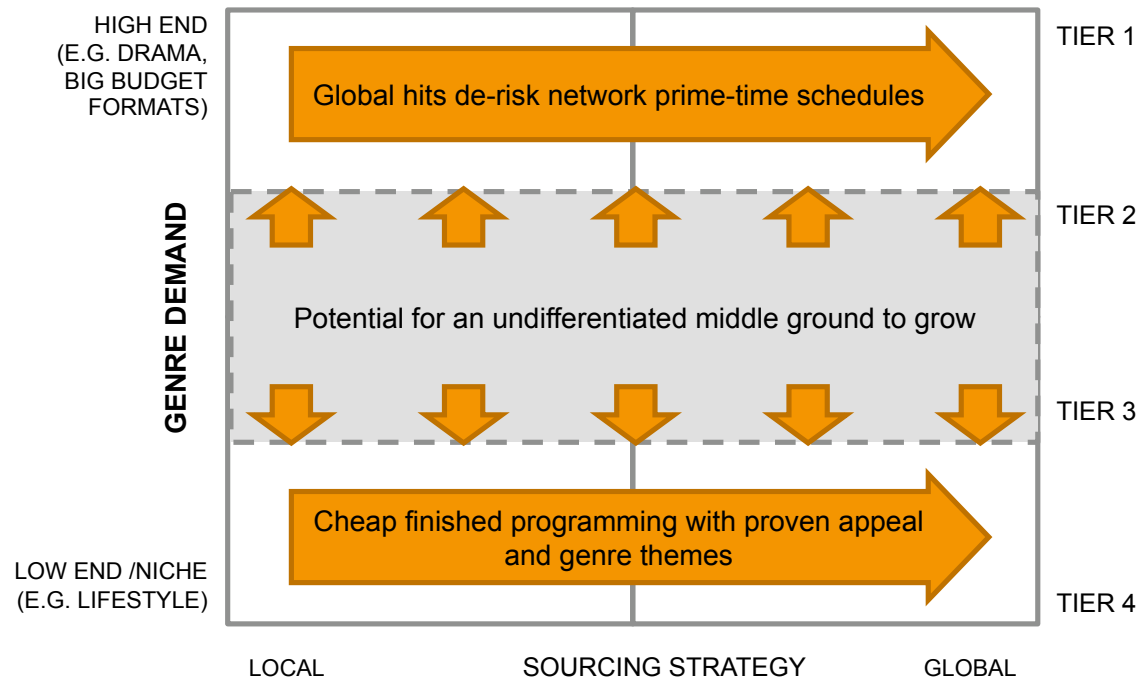 HIGH END
(E.G. DRAMA,
BIG BUDGET
FORMATS)
TIER 1
Global hits de-risk network prime-time schedules
GENRE DEMAND
TIER 2
Potential for an undifferentiated middle ground to grow
TIER 3
Cheap finished programming with proven appeal
and genre themes
LOW END /NICHE
(E.G. LIFESTYLE)
TIER 4
LOCAL
SOURCING STRATEGY
GLOBAL